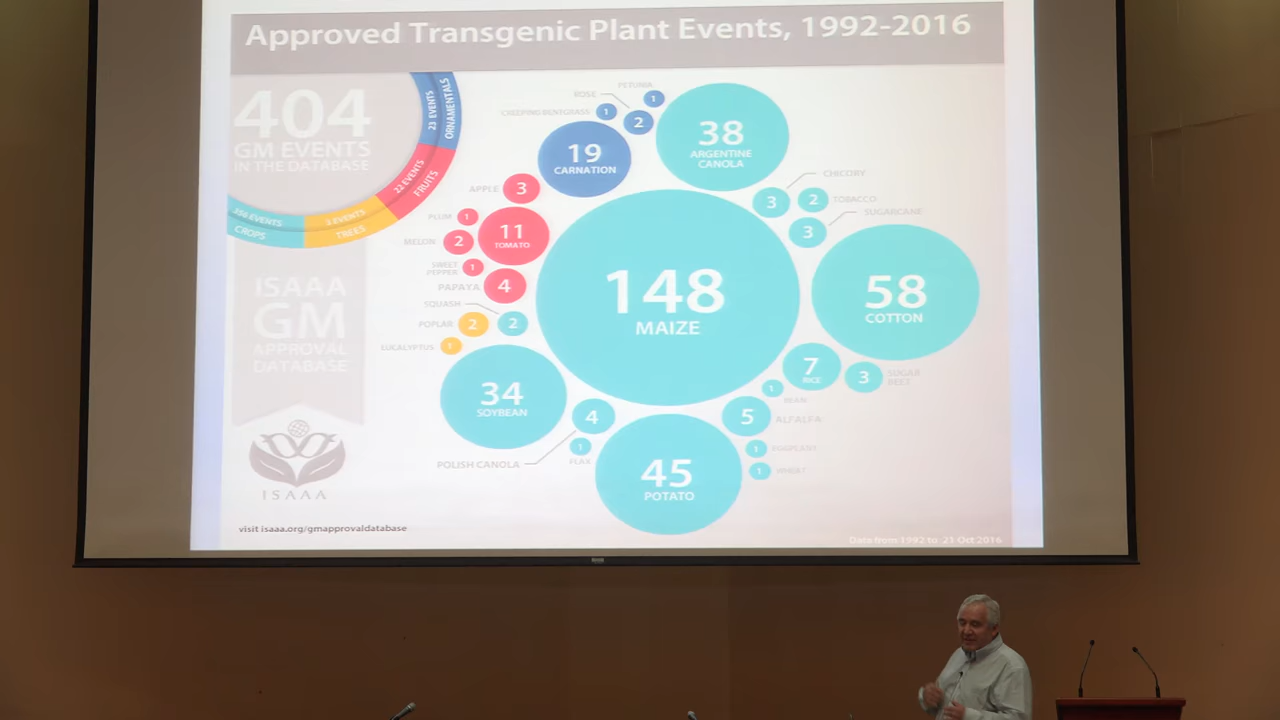 Approved Transgenic Plant Events, 1992-2016
404
GM EVENTS
IN THE DATABASE
23 EVENTS
ORNAMENTALS
22 EVENTS
FRUITS
3 EVENTS
TREES
356 EVENTS
CROPS
ISAAA
GM
APPROVAL
DATABASE
ISAAA
visit isaaa.org/gmapprovaldatabase
PETUNIA
1
ROSE
2
CREEPING BENTGRASS
1
19
CARNATION
38
ARGENTINE
CANOLA
APPLE
3
CHICORY
3
2
TOBACCO
SUGARCANE
3
PLUM
1
11
TOMATO
MELON
2
SWEET
PEPPER
1
PAPAYA
4
148
MAIZE
58
COTTON
SQUASH
2
POPLAR
2
EUCALYPTUS
1
34
SOYBEAN
7
RICE
3
SUGAR
BEET
1
BEAN
4
POLISH CANOLA
5
ALFALFA
1
FLAX
45
POTATO
1
1
WHEAT
Data from 1992 to 21 Oct 2016